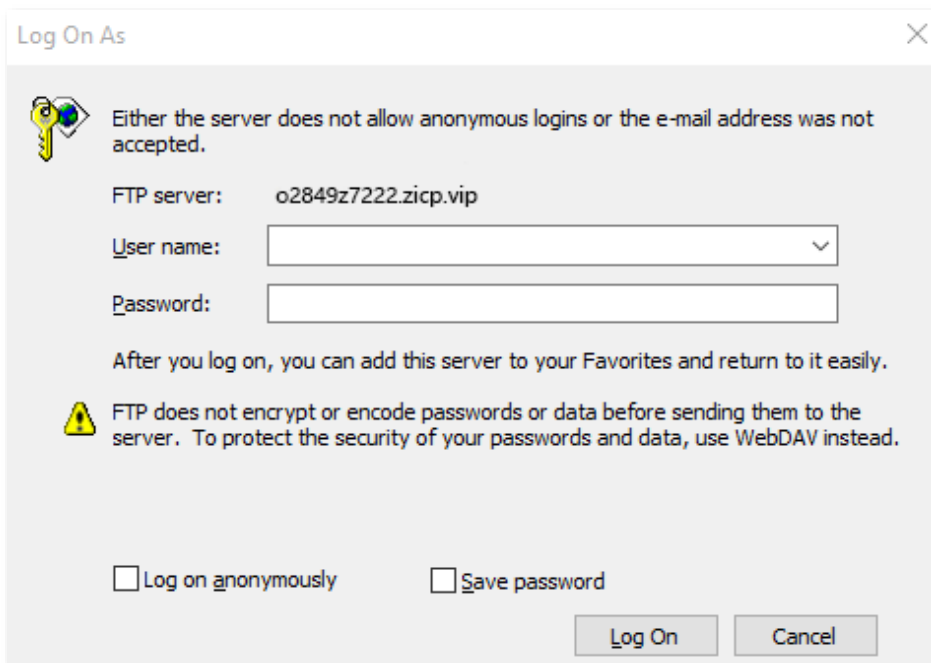 Log On As
Either the server does not allow anonymous logins or the e-mail address was not
accepted.
FTP server: o2849z7222.zicp.vip
User name:
Password:
After you log on, you can add this server to your Favorites and return to it easily.
FTP does not encrypt or encode passwords or data before sending them to the
server.  To protect the security of your passwords and data, use WebDAV instead.
Log on anonymously Save password
Log On Cancel